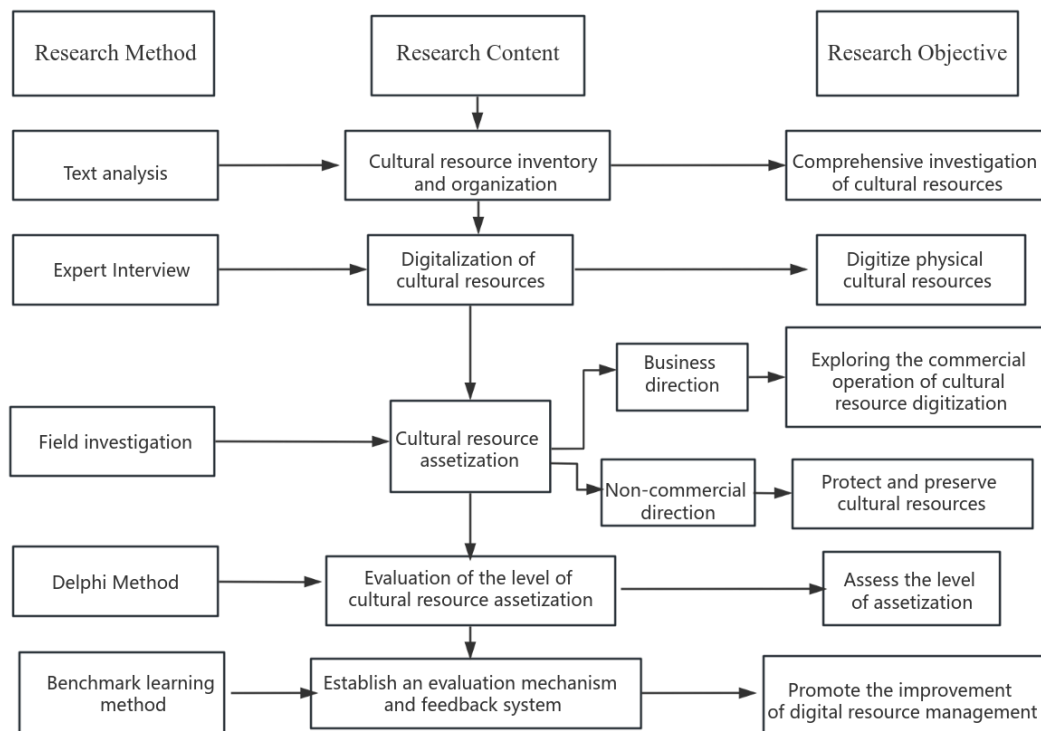 Research Method
Research Content
Research Objective
Text analysis
Cultural resource inventory
and organization
Comprehensive investigation
of cultural resources
Expert Interview
Digitalization of
cultural resources
Digitize physical
cultural resources
Field investigation
Cultural resource
assetization
Business
direction
Exploring the commercial
operation of cultural
resource digitization
Non-commercial
direction
Protect and preserve
cultural resources
Delphi Method
Evaluation of the level of
cultural resource assetization
Assess the level
of assetization
Benchmark learning
method
Establish an evaluation mechanism
and feedback system
Promote the improvement
of digital resource management